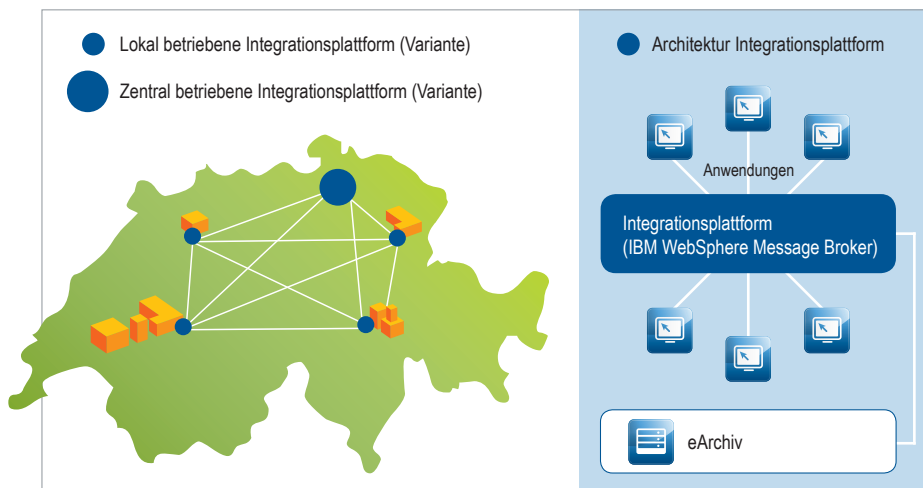 Lokal betriebene Integrationsplattform (Variante)
Zentral betriebene Integrationsplattform (Variante)
Architektur Integrationsplattform
Anwendungen
Integrationsplattform
(IBM WebSphere Message Broker)
eArchiv